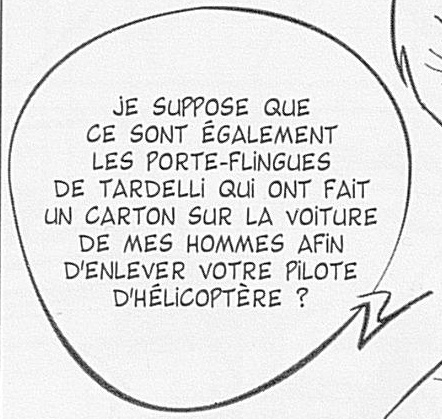 JE SUPPOSE QUE
CE SONT ÉGALEMENT
LES PORTE-FLINGUES
DE TARDELLI QUI ONT FAIT
UN CARTON SUR LA VOITURE
DE MES HOMMES AFIN
D'ENLEVER VOTRE PILOTE
D'HÉLICOPTÈRE ?